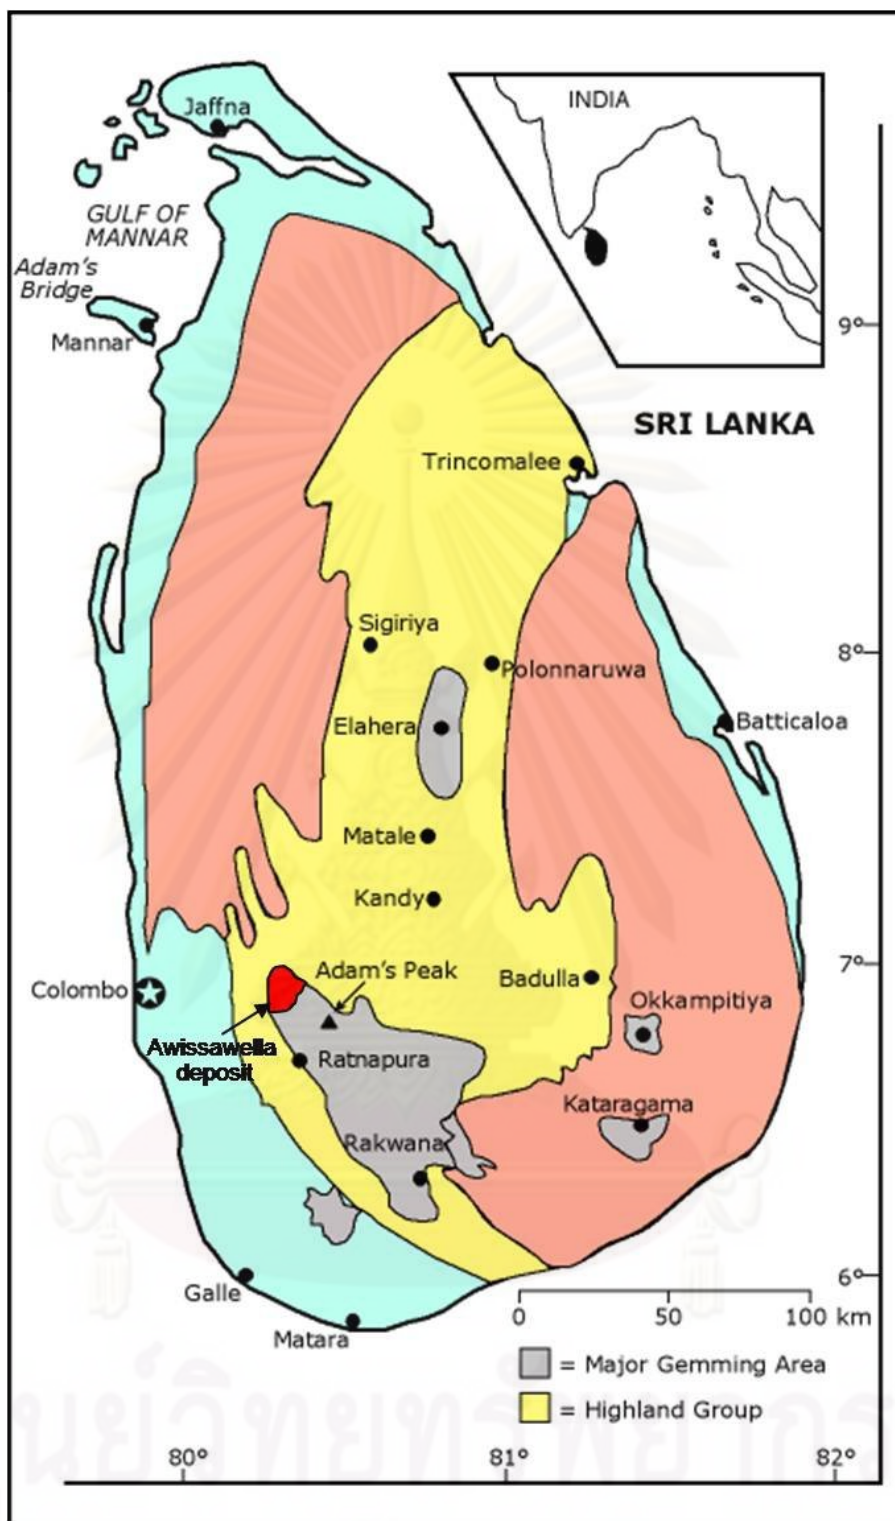 INDIA
Jaffna
GULF OF
MANNAR
Adam's
Bridge
Mannar
9°
SRI LANKA
Trincomalee
Sigiriya
8°
Polonnaruwa
Elahera
Batticaloa
Matale
Kandy
7°
Adam's Peak
Badulla
Colombo
Okkampitiya
Awissawella
deposit
Ratnapura
Kataragama
Rakwana
6°
Galle
0 50 100 km
Matara
= Major Gemming Area
= Highland Group
80° 81° 82°